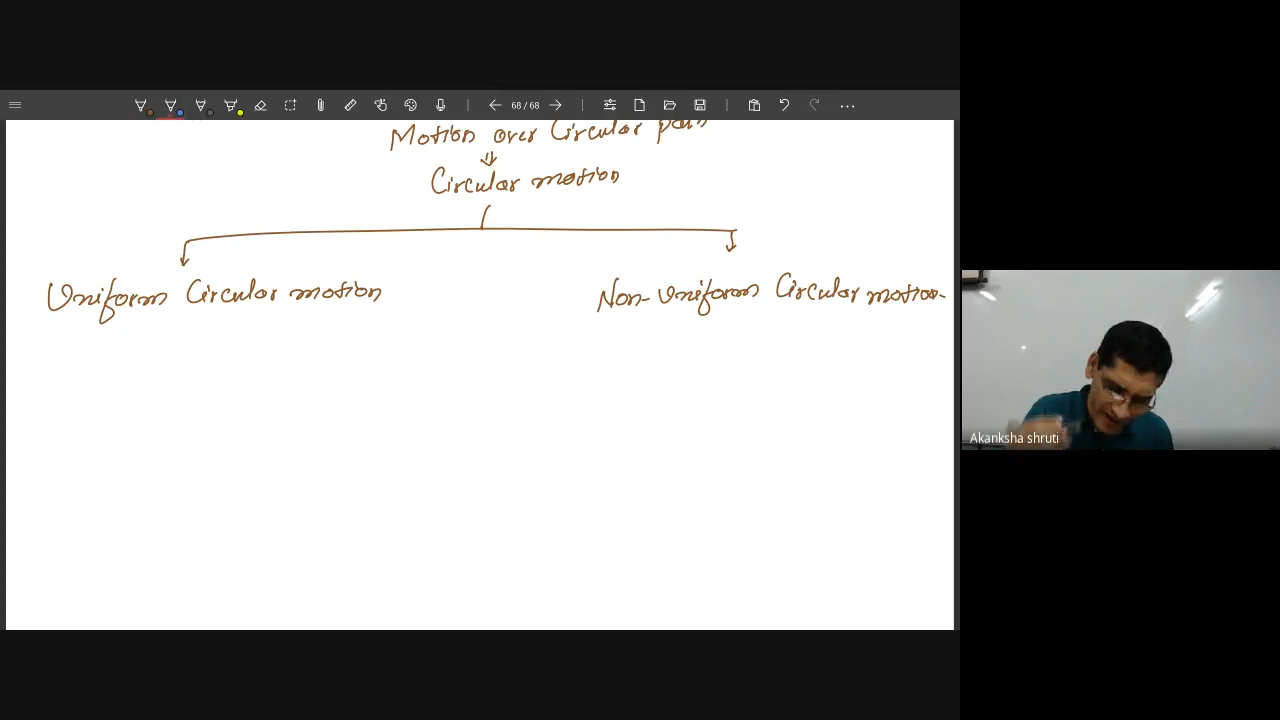 68 / 68
Motion over Circular path
⇓
Circular motion
Uniform Circular motion
Non-Uniform Circular motion.
Akanksha shruti